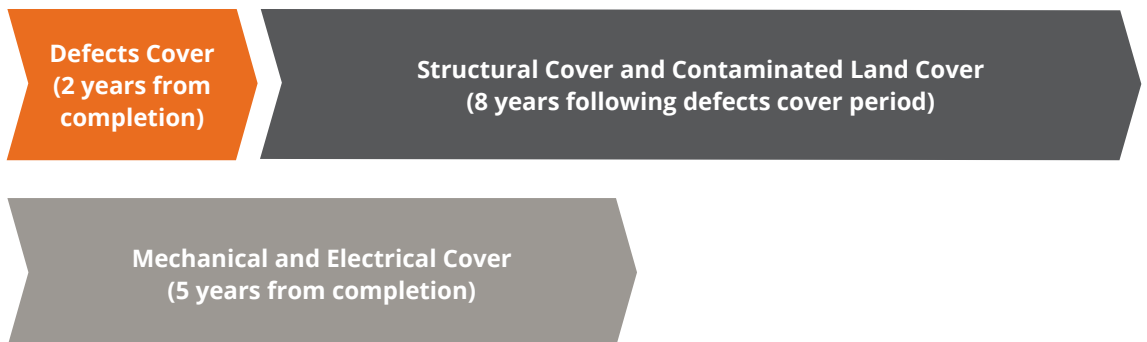 Defects Cover
(2 years from
completion)
Structural Cover and Contaminated Land Cover
(8 years following defects cover period)
Mechanical and Electrical Cover
(5 years from completion)